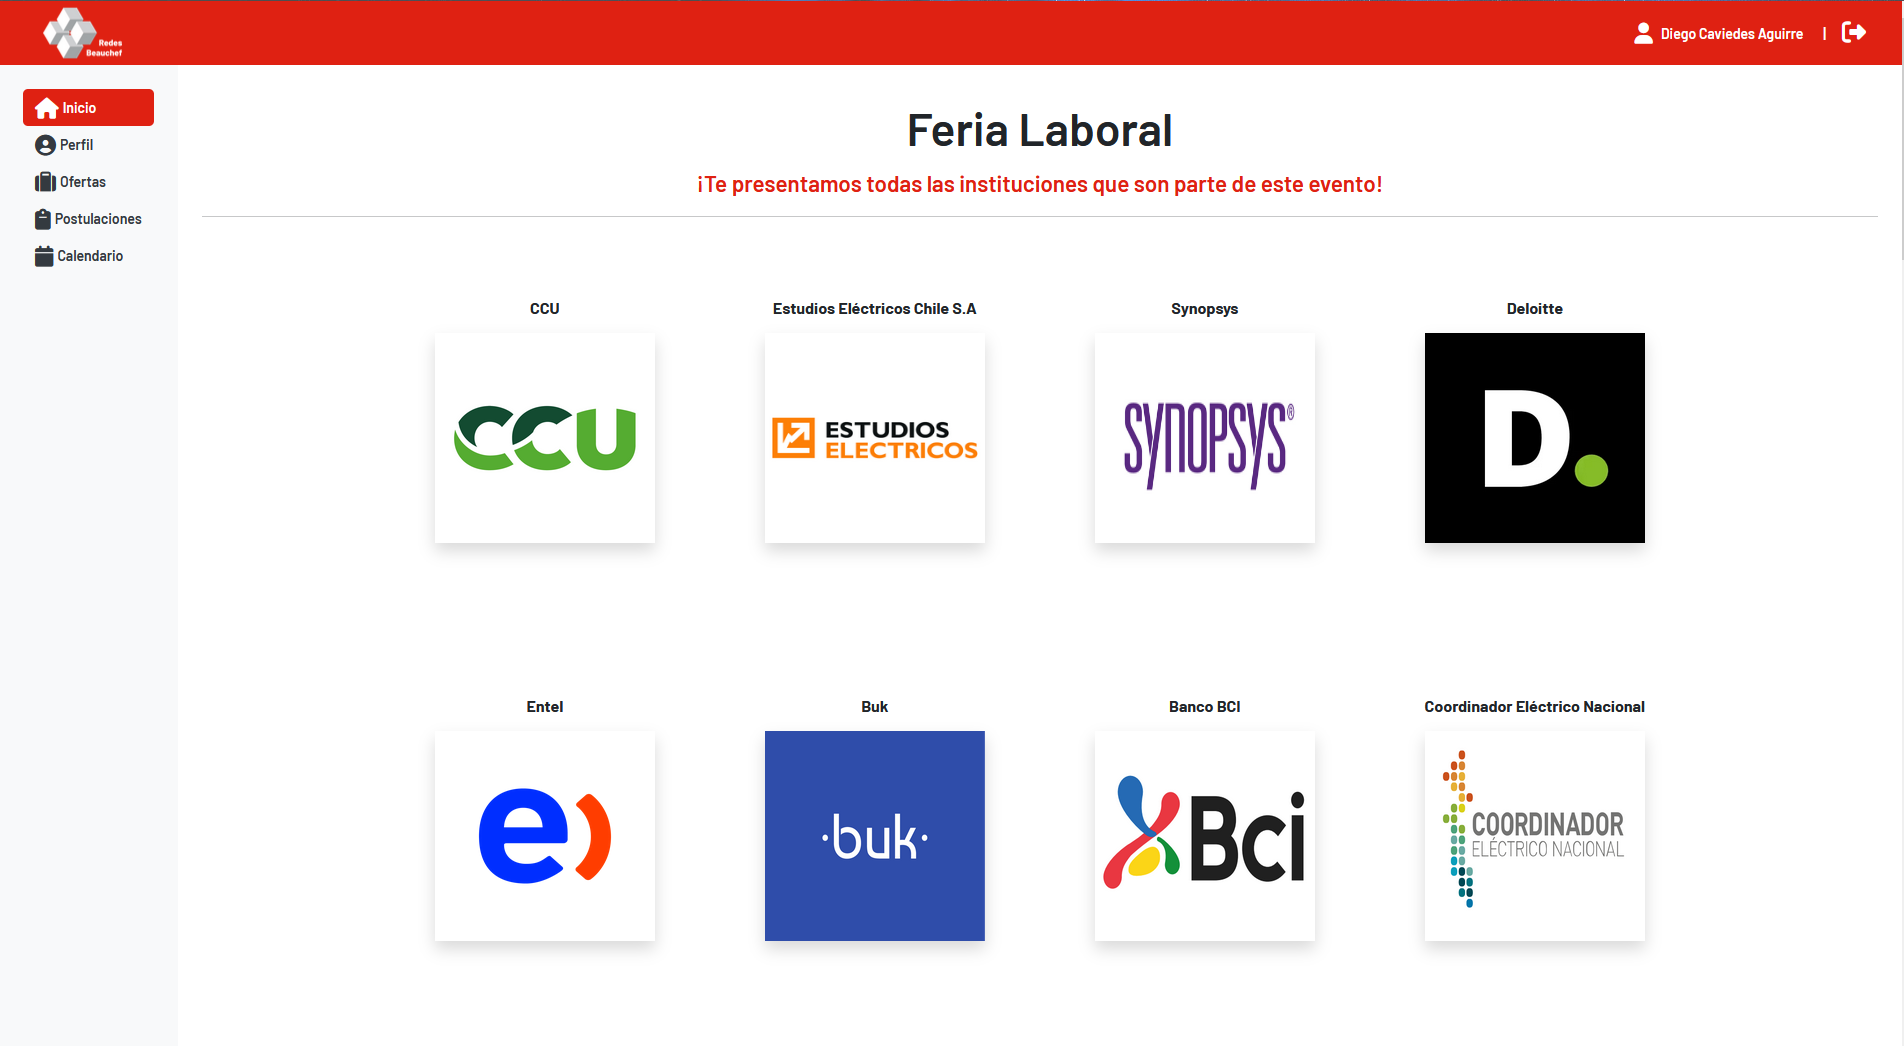 Redes
Beauchef
Diego Caviedes Aguirre |
Inicio
Perfil
Ofertas
Postulaciones
Calendario
Feria Laboral
¡Te presentamos todas las instituciones que son parte de este evento!
CCU
Estudios Eléctricos Chile S.A
Synopsys
Deloitte
CCU
ESTUDIOS
ELECTRICOS
SYNOPSYS®
D.
Entel
Buk
Banco BCI
Coordinador Eléctrico Nacional
e)
·buk·
Bci
COORDINADOR
ELÉCTRICO NACIONAL